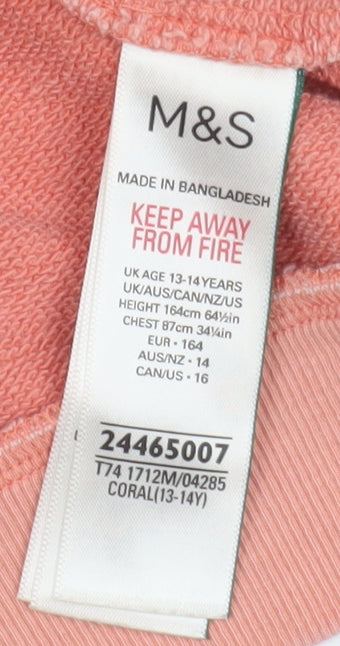 M&S
MADE IN BANGLADESH
KEEP AWAY
FROM FIRE
UK AGE 13-14YEARS
UK/AUS/CAN/NZ/US
HEIGHT 164cm 64½in
CHEST 87cm 34¼in
EUR • 164
AUS/NZ • 14
CAN/US • 16
24465007
T74 1712M/04285
CORAL(13-14Y)